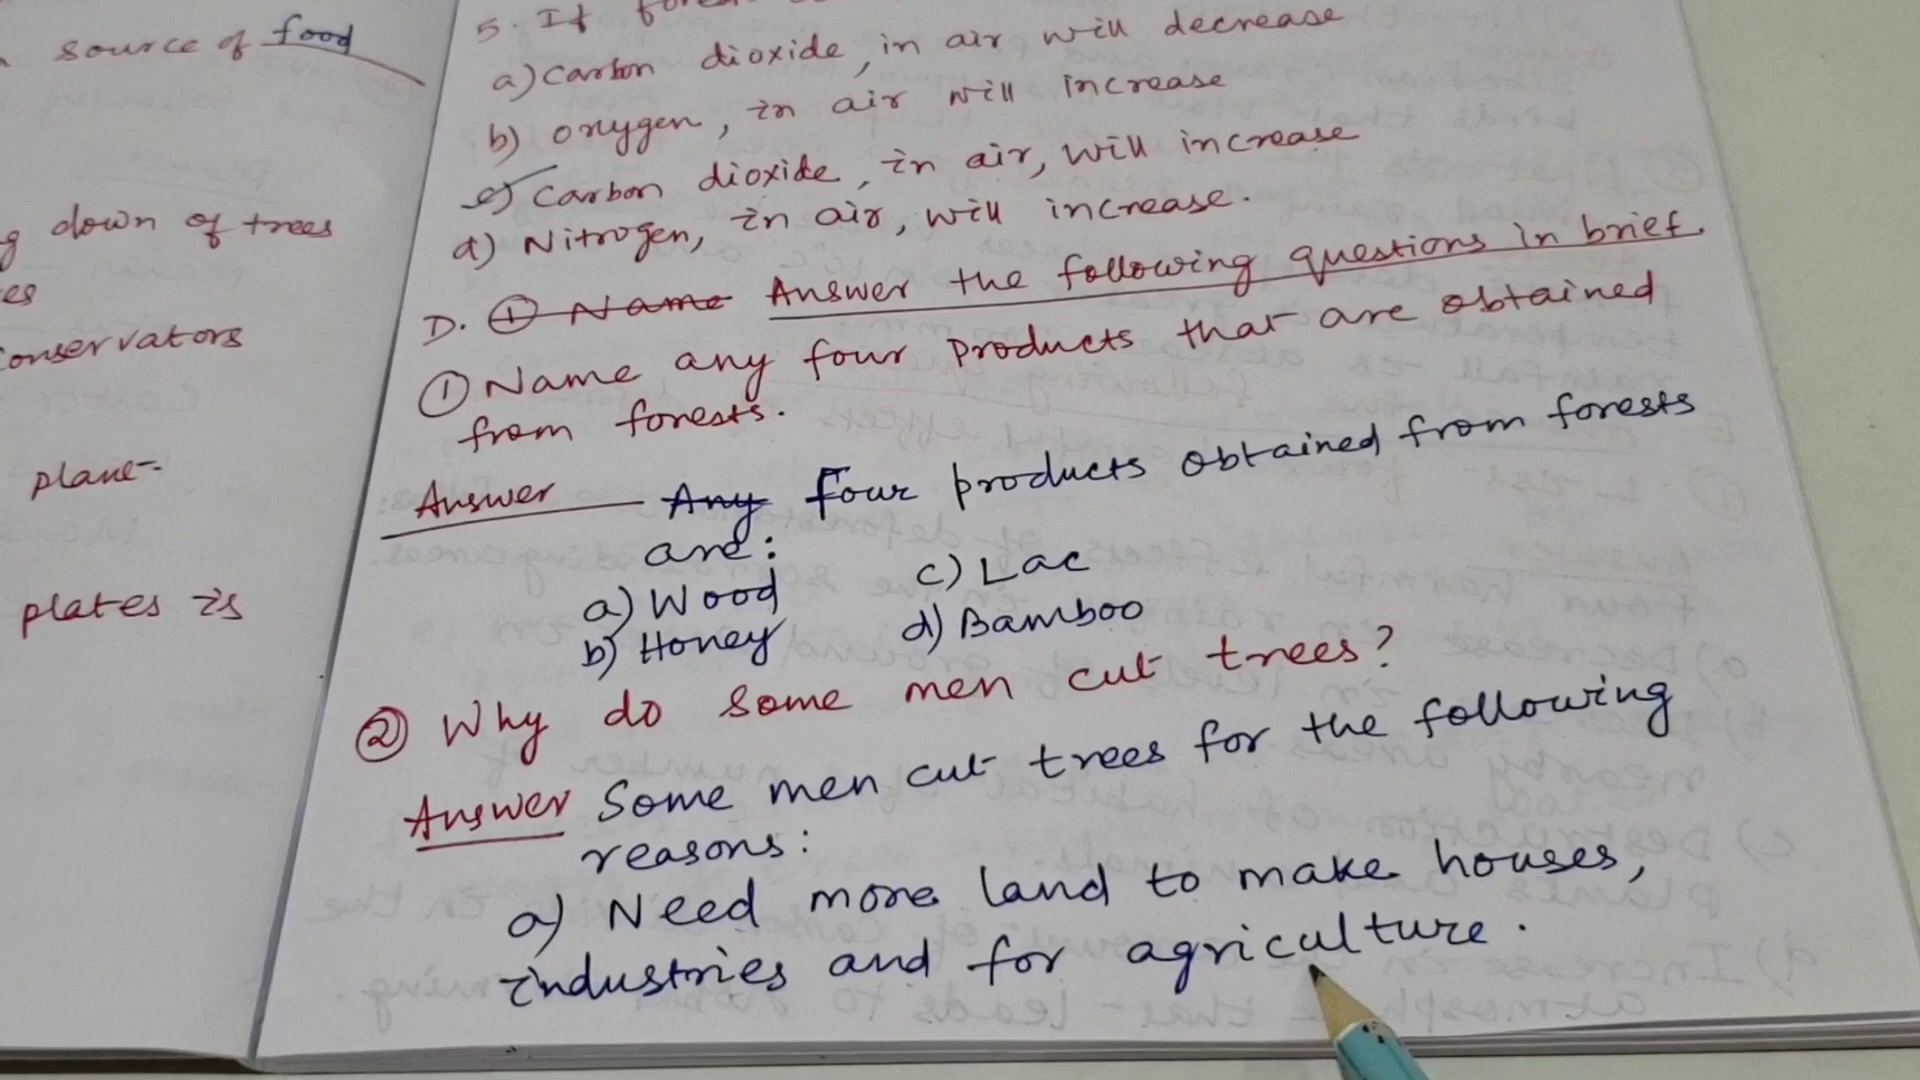 source of food
down of trees
es
conservators
plane-
plates is
5. If
a) Carbon dioxide, in air will decrease
b) oxygen, in air will increase
c) Carbon dioxide, in air, will increase
d) Nitrogen, in air, will increase.
D. ① Name Answer the following questions in brief.
① Name any four products that are obtained
from forests.
Answer — Any Four products obtained from forests
are:
a) Wood c) Lac
b) Honey d) Bamboo
② Why do some men cut trees?
Answer Some men cut trees for the following
reasons:
a) Need more land to make houses,
industries and for agriculture.